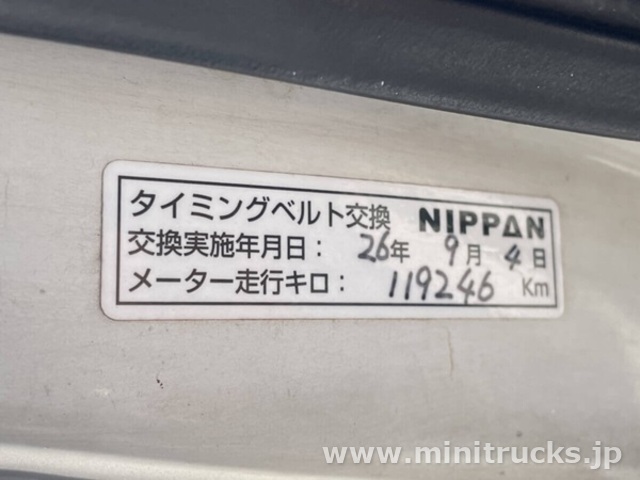 タイミングベルト交換 NIPPAN
交換実施年月日: 26年 9月 4日
メーター走行キロ: 119246 Km
www.minitrucks.jp